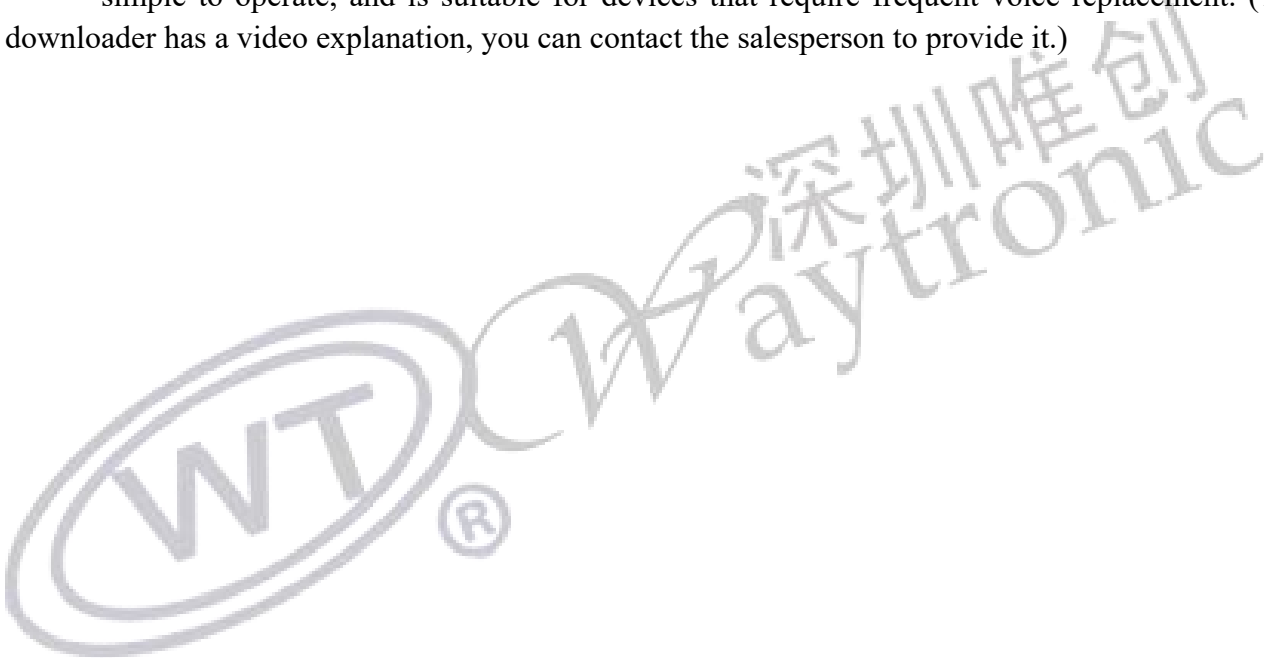 simple to operate, and is suitable for devices that require frequent voice replacement. (
downloader has a video explanation, you can contact the salesperson to provide it.)
深圳唯创
Waytronic
WT
®